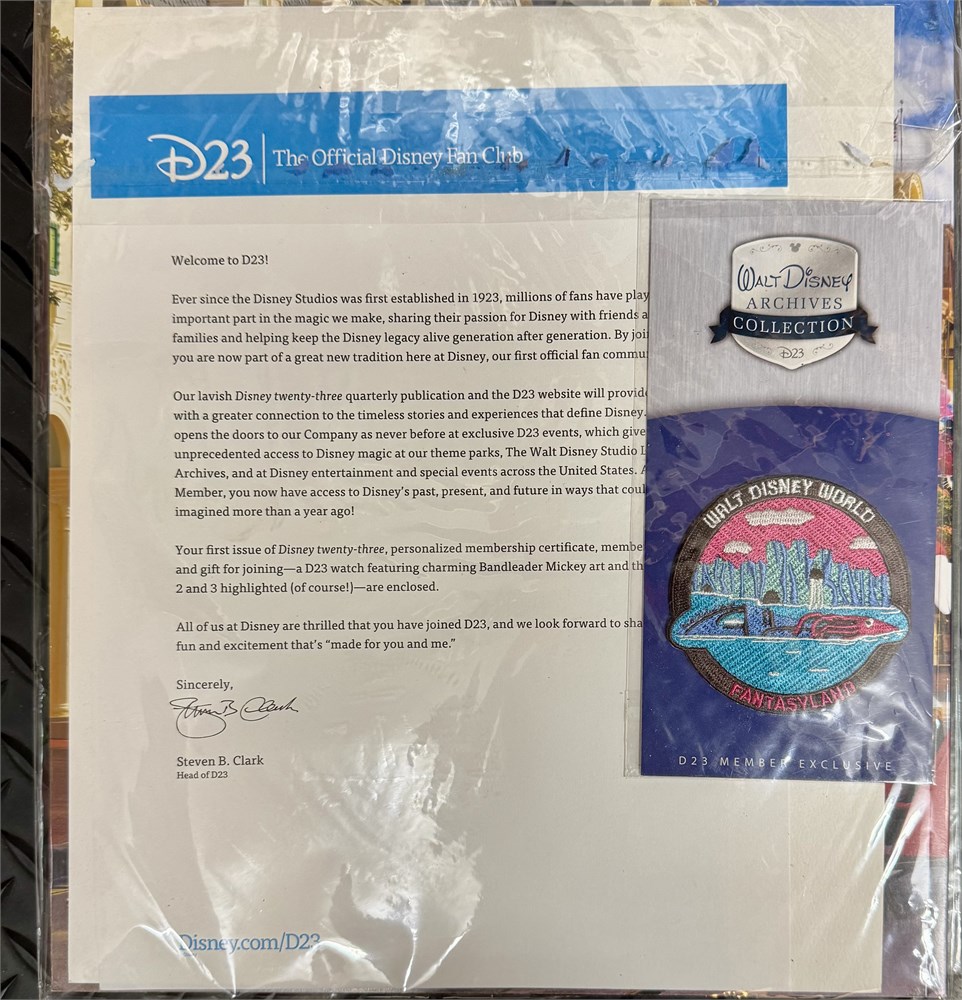 D23 The Official Disney Fan Club
Welcome to D23!
Ever since the Disney Studios was first established in 1923, millions of fans have play
important part in the magic we make, sharing their passion for Disney with friends a
families and helping keep the Disney legacy alive generation after generation. By joi
you are now part of a great new tradition here at Disney, our first official fan commu
Our lavish Disney twenty-three quarterly publication and the D23 website will provid
with a greater connection to the timeless stories and experiences that define Disney.
opens the doors to our Company as never before at exclusive D23 events, which give
unprecedented access to Disney magic at our theme parks, The Walt Disney Studio
Archives, and at Disney entertainment and special events across the United States. A
Member, you now have access to Disney's past, present, and future in ways that coul
imagined more than a year ago!
Your first issue of Disney twenty-three, personalized membership certificate, membe
and gift for joining—a D23 watch featuring charming Bandleader Mickey art and th
2 and 3 highlighted (of course!)—are enclosed.
All of us at Disney are thrilled that you have joined D23, and we look forward to sha
fun and excitement that's “made for you and me.”
Sincerely,
Steven B. Clark
Steven B. Clark
Head of D23
Disney.com/D23
WALT DISNEY
ARCHIVES
COLLECTION
D23
WALT DISNEY WORLD
FANTASYLAND
D23 MEMBER EXCLUSIVE